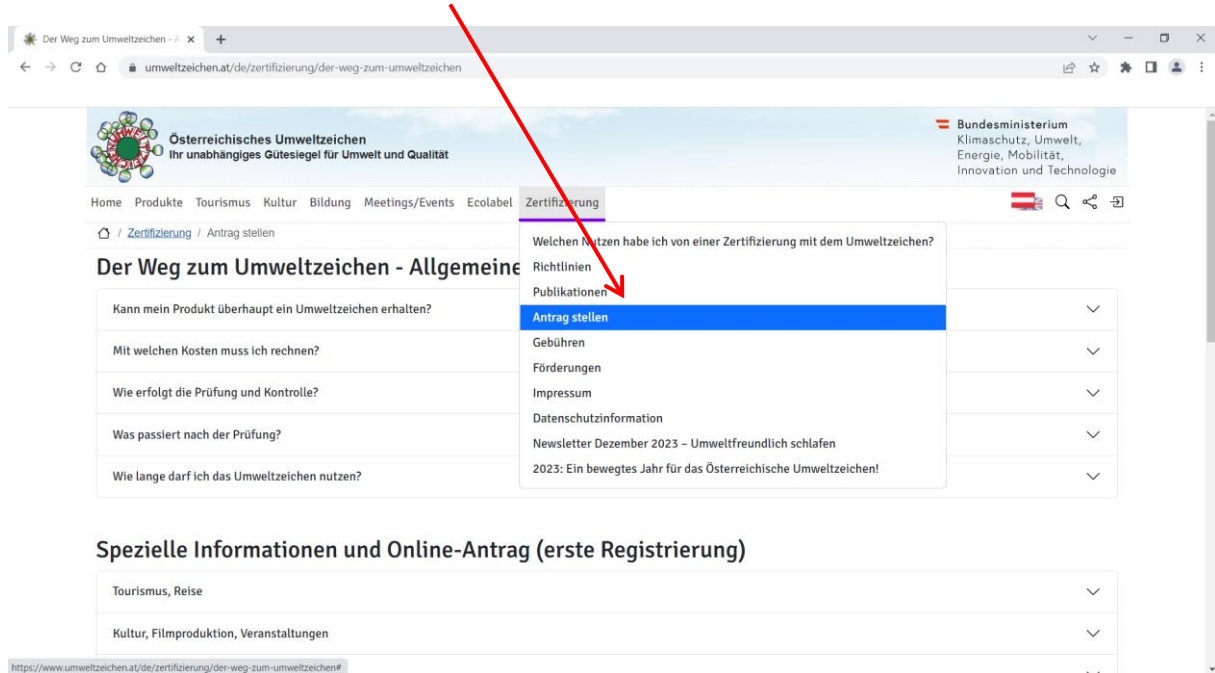 Der Weg zum Umweltzeichen - A
umweltzeichen.at/de/zertifizierung/der-weg-zum-umweltzeichen
Österreichisches Umweltzeichen
Ihr unabhängiges Gütesiegel für Umwelt und Qualität
Bundesministerium
Klimaschutz, Umwelt,
Energie, Mobilität,
Innovation und Technologie
Home Produkte Tourismus Kultur Bildung Meetings/Events Ecolabel Zertifizierung
/ Zertifizierung / Antrag stellen
Der Weg zum Umweltzeichen - Allgemeine
Kann mein Produkt überhaupt ein Umweltzeichen erhalten?
Mit welchen Kosten muss ich rechnen?
Wie erfolgt die Prüfung und Kontrolle?
Was passiert nach der Prüfung?
Wie lange darf ich das Umweltzeichen nutzen?
Welchen Nutzen habe ich von einer Zertifizierung mit dem Umweltzeichen?
Richtlinien
Publikationen
Antrag stellen
Gebühren
Förderungen
Impressum
Datenschutzinformation
Newsletter Dezember 2023 – Umweltfreundlich schlafen
2023: Ein bewegtes Jahr für das Österreichische Umweltzeichen!
Spezielle Informationen und Online-Antrag (erste Registrierung)
Tourismus, Reise
Kultur, Filmproduktion, Veranstaltungen
https://www.umweltzeichen.at/de/zertifizierung/der-weg-zum-umweltzeichen#